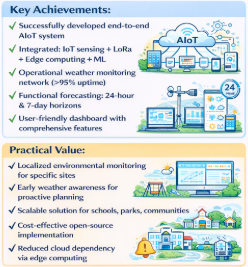 Key Achievements:
✓ Successfully developed end-to-end
AIoT system
✓ Integrated: IoT sensing + LoRa
+ Edge computing + ML
✓ Operational weather monitoring
network (>95% uptime)
✓ Functional forecasting: 24-hour
& 7-day horizons
✓ User-friendly dashboard with
comprehensive features
AIoT
24
Practical Value:
✓ Localized environmental monitoring
for specific sites
✓ Early weather awareness for
proactive planning
✓ Scalable solution for schools, parks, communities
✓ Cost-effective open-source
implementation
✓ Reduced cloud dependency
via edge computing